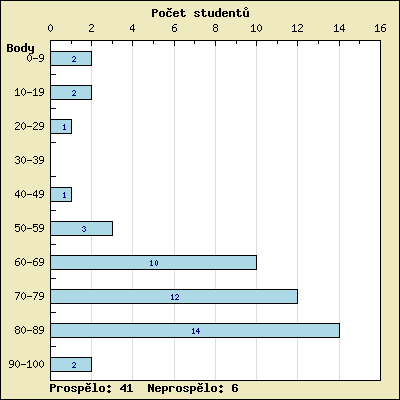 Počet studentů
0 2 4 6 8 10 12 14 16
Body
0-9 2
10-19 2
20-29 1
30-39
40-49 1
50-59 3
60-69 10
70-79 12
80-89 14
90-100 2
Prospělo: 41 Neprospělo: 6